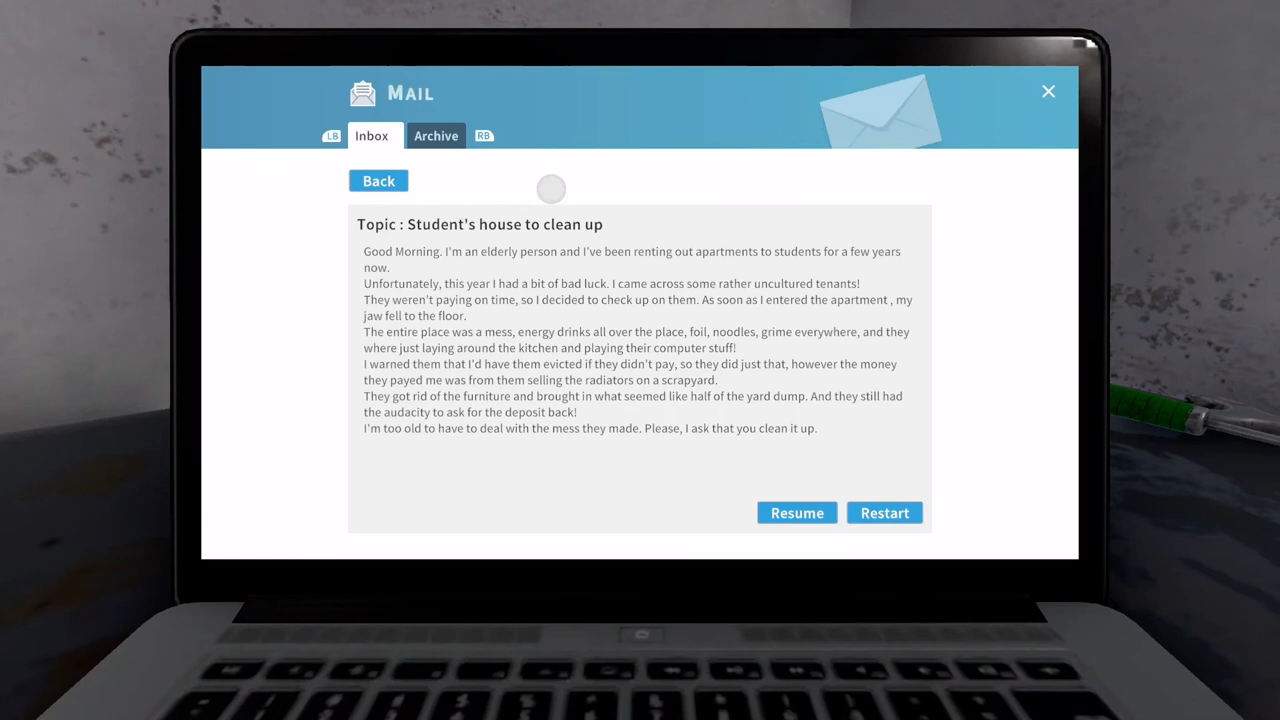 MAIL
LB Inbox Archive RB
Back
Topic : Student's house to clean up
Good Morning. I'm an elderly person and I've been renting out apartments to students for a few years
now.
Unfortunately, this year I had a bit of bad luck. I came across some rather uncultured tenants!
They weren't paying on time, so I decided to check up on them. As soon as I entered the apartment , my
jaw fell to the floor.
The entire place was a mess, energy drinks all over the place, foil, noodles, grime everywhere, and they
where just laying around the kitchen and playing their computer stuff!
I warned them that I'd have them evicted if they didn't pay, so they did just that, however the money
they payed me was from them selling the radiators on a scrapyard.
They got rid of the furniture and brought in what seemed like half of the yard dump. And they still had
the audacity to ask for the deposit back!
I'm too old to have to deal with the mess they made. Please, I ask that you clean it up.
Resume Restart